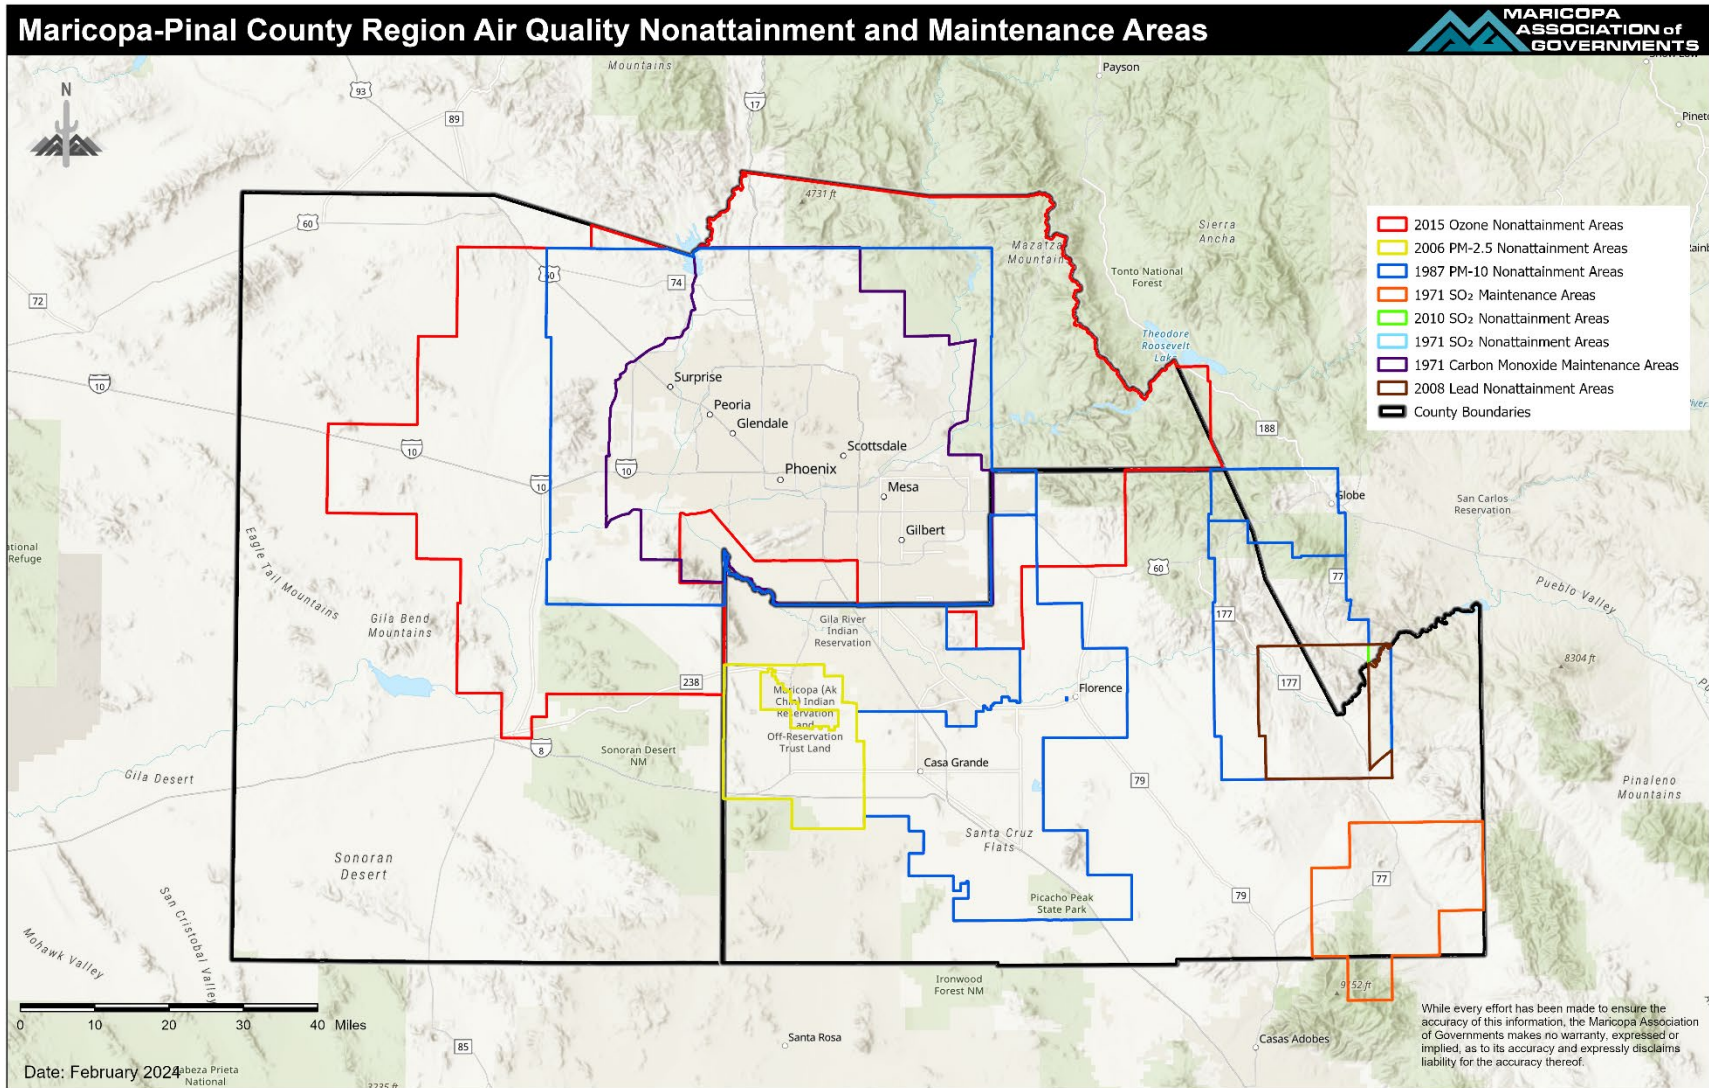 Maricopa-Pinal County Region Air Quality Nonattainment and Maintenance Areas
MARICOPA
ASSOCIATION of
GOVERNMENTS
N
Mountains
Payson
93
17
89
4731 ft
60
Sierra
Ancha
Mazatzal
Mountains
Tonto National
Forest
60
74
72
Theodore
Roosevelt
Lake
2015 Ozone Nonattainment Areas
2006 PM-2.5 Nonattainment Areas
1987 PM-10 Nonattainment Areas
1971 SO₂ Maintenance Areas
2010 SO₂ Nonattainment Areas
1971 SO₂ Nonattainment Areas
1971 Carbon Monoxide Maintenance Areas
2008 Lead Nonattainment Areas
County Boundaries
10
Surprise
Peoria
Glendale
188
10
Scottsdale
10
Phoenix
10
Mesa
Globe
San Carlos
Reservation
Gilbert
Refuge
Eagle Tail Mountains
60
77
Pueblo Valley
Gila Bend
Mountains
Gila River
Indian
Reservation
177
8304 ft
238
Maricopa (Ak
Chin) Indian
Reservation
and
Off-Reservation
Trust Land
Florence
177
8
Sonoran Desert
NM
Casa Grande
79
Gila Desert
Pinaleno
Mountains
Santa Cruz
Flats
Sonoran
Desert
77
79
Picacho Peak
State Park
San Cristobal Valley
Mohawk Valley
Ironwood
Forest NM
9152 ft
0 10 20 30 40 Miles
85
Santa Rosa
Casas Adobes
While every effort has been made to ensure the
accuracy of this information, the Maricopa Association
of Governments makes no warranty, expressed or
implied, as to its accuracy and expressly disclaims
liability for the accuracy thereof.
Date: February 2024
Cabeza Prieta
National
3235 ft